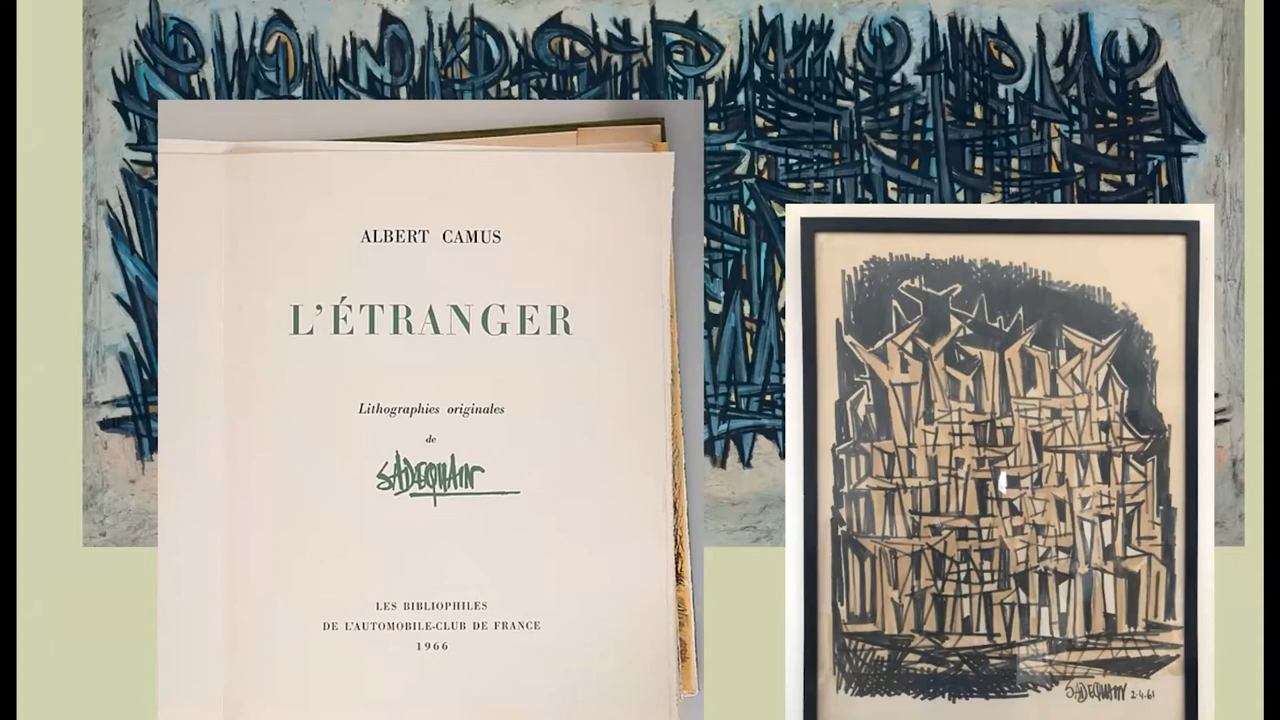 ALBERT CAMUS
L'ÉTRANGER
Lithographies originales
de
SADEQUAIN
LES BIBLIOPHILES
DE L'AUTOMOBILE-CLUB DE FRANCE
1966
SADEQUAIN 2·4·61